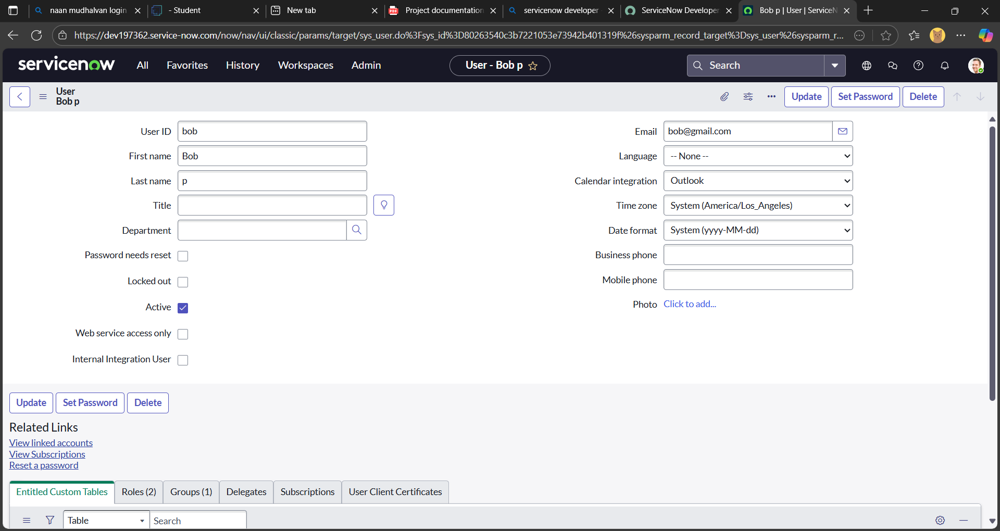 naan mudhalvan login
- Student
New tab
Project documentation
servicenow developer
ServiceNow Developer
Bob p | User | ServiceN
https://dev197362.service-now.com/now/nav/ui/classic/params/target/sys_user.do%3Fsys_id%3D80263540c3b7221053e73942b401319f%26sysparm_record_target%3Dsys_user%26sysparm_r...
servicenow
All
Favorites
History
Workspaces
Admin
User - Bob p
Search
User
Bob p
Update
Set Password
Delete
User ID
bob
First name
Bob
Last name
p
Title
Department
Password needs reset
Locked out
Active
Web service access only
Internal Integration User
Email
bob@gmail.com
Language
-- None --
Calendar integration
Outlook
Time zone
System (America/Los_Angeles)
Date format
System (yyyy-MM-dd)
Business phone
Mobile phone
Photo
Click to add...
Update
Set Password
Delete
Related Links
View linked accounts
View Subscriptions
Reset a password
Entitled Custom Tables
Roles (2)
Groups (1)
Delegates
Subscriptions
User Client Certificates
Table
Search